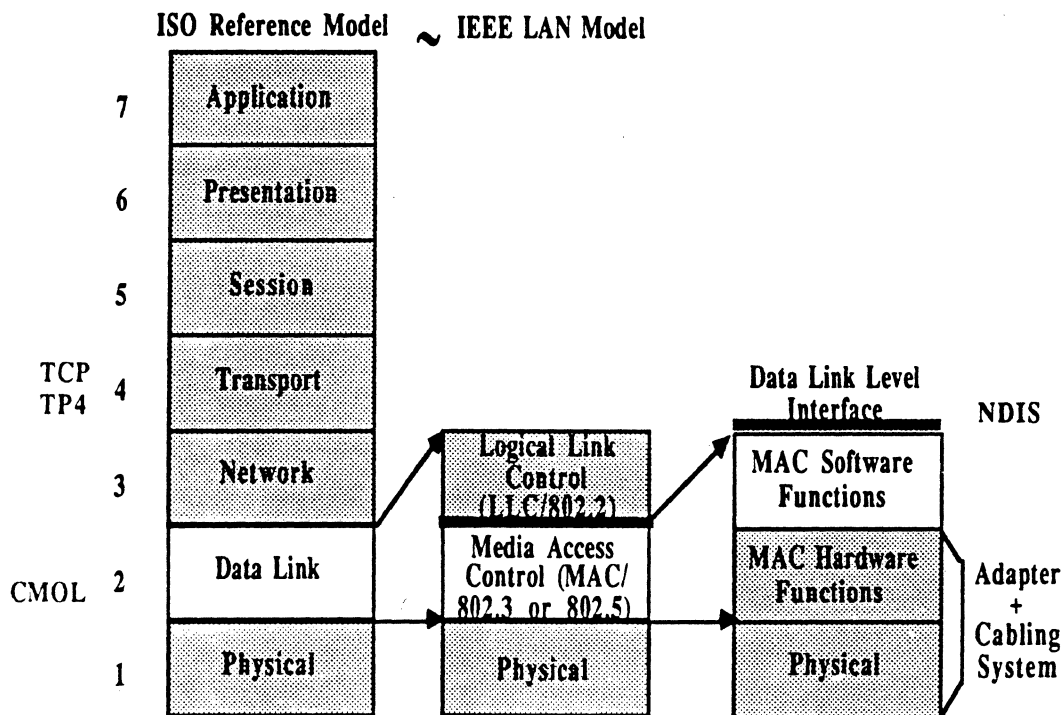 ISO Reference Model ~ IEEE LAN Model
7
Application
6
Presentation
5
Session
TCP
TP4
4
Transport
3
Network
CMOL
2
Data Link
1
Physical
Logical Link
Control
(LLC/802.2)
Media Access
Control (MAC/
802.3 or 802.5)
Physical
Data Link Level
Interface
NDIS
MAC Software
Functions
MAC Hardware
Functions
Physical
Adapter
+
Cabling
System